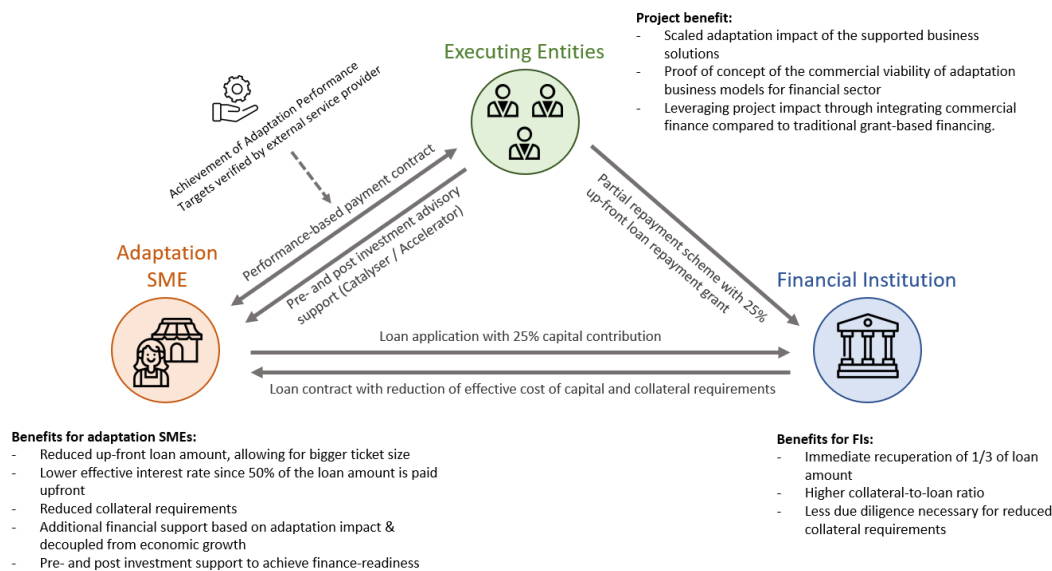 Project benefit:
- Scaled adaptation impact of the supported business
solutions
- Proof of concept of the commercial viability of adaptation
business models for financial sector
- Leveraging project impact through integrating commercial
finance compared to traditional grant-based financing.
Executing Entities
Achievement of Adaptation Performance
Targets verified by external service provider
Performance-based payment contract
Pre- and post investment advisory
support (Catalyser / Accelerator)
Partial repayment scheme with 25%
up-front loan repayment grant
Adaptation
SME
Financial Institution
Loan application with 25% capital contribution
Loan contract with reduction of effective cost of capital and collateral requirements
Benefits for adaptation SMEs:
- Reduced up-front loan amount, allowing for bigger ticket size
- Lower effective interest rate since 50% of the loan amount is paid
upfront
- Reduced collateral requirements
- Additional financial support based on adaptation impact &
decoupled from economic growth
- Pre- and post investment support to achieve finance-readiness
Benefits for FIs:
- Immediate recuperation of 1/3 of loan
amount
- Higher collateral-to-loan ratio
- Less due diligence necessary for reduced
collateral requirements